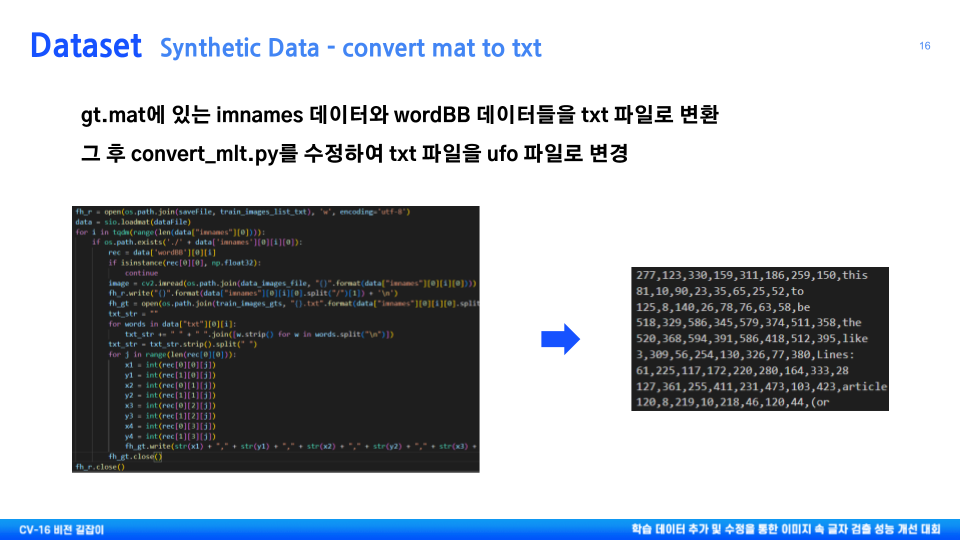 Dataset Synthetic Data - convert mat to txt
16
gt.mat에 있는 imnames 데이터와 wordBB 데이터들을 txt 파일로 변환
그 후 convert_mlt.py를 수정하여 txt 파일을 ufo 파일로 변경
fh_r = open(os.path.join(saveFile, train_images_list_txt), 'w', encoding='utf-8')
data = sio.loadmat(dataFile)
for i in tqdm(range(len(data["imnames"][0]))):
if os.path.exists('./' + data['imnames'][0][i][0]):
rec = data['wordBB'][0][i]
if isinstance(rec[0][0], np.float32):
continue
image = cv2.imread(os.path.join(data_images_file, "{}".format(data["imnames"][0][i][0])))
fh_r.write("{}".format(data["imnames"][0][i][0].split("/")[1]) + '\n')
fh_gt = open(os.path.join(train_images_gts, "{}.txt".format(data["imnames"][0][i][0].split
txt_str = ""
for words in data["txt"][0][i]:
txt_str += " " + " ".join([w.strip() for w in words.split("\n")])
txt_str = txt_str.strip().split(" ")
for j in range(len(rec[0][0])):
x1 = int(rec[0][0][j])
y1 = int(rec[1][0][j])
x2 = int(rec[0][1][j])
y2 = int(rec[1][1][j])
x3 = int(rec[0][2][j])
y3 = int(rec[1][2][j])
x4 = int(rec[0][3][j])
y4 = int(rec[1][3][j])
fh_gt.write(str(x1) + "," + str(y1) + "," + str(x2) + "," + str(y2) + "," + str(x3) +
fh_gt.close()
fh_r.close()
277,123,330,159,311,186,259,150,this
81,10,90,23,35,65,25,52,to
125,8,140,26,78,76,63,58,be
518,329,586,345,579,374,511,358,the
520,368,594,391,586,418,512,395,like
3,309,56,254,130,326,77,380,Lines:
61,225,117,172,220,280,164,333,28
127,361,255,411,231,473,103,423,article
120,8,219,10,218,46,120,44,(or
CV-16 비전 길잡이
학습 데이터 추가 및 수정을 통한 이미지 속 글자 검출 성능 개선 대회